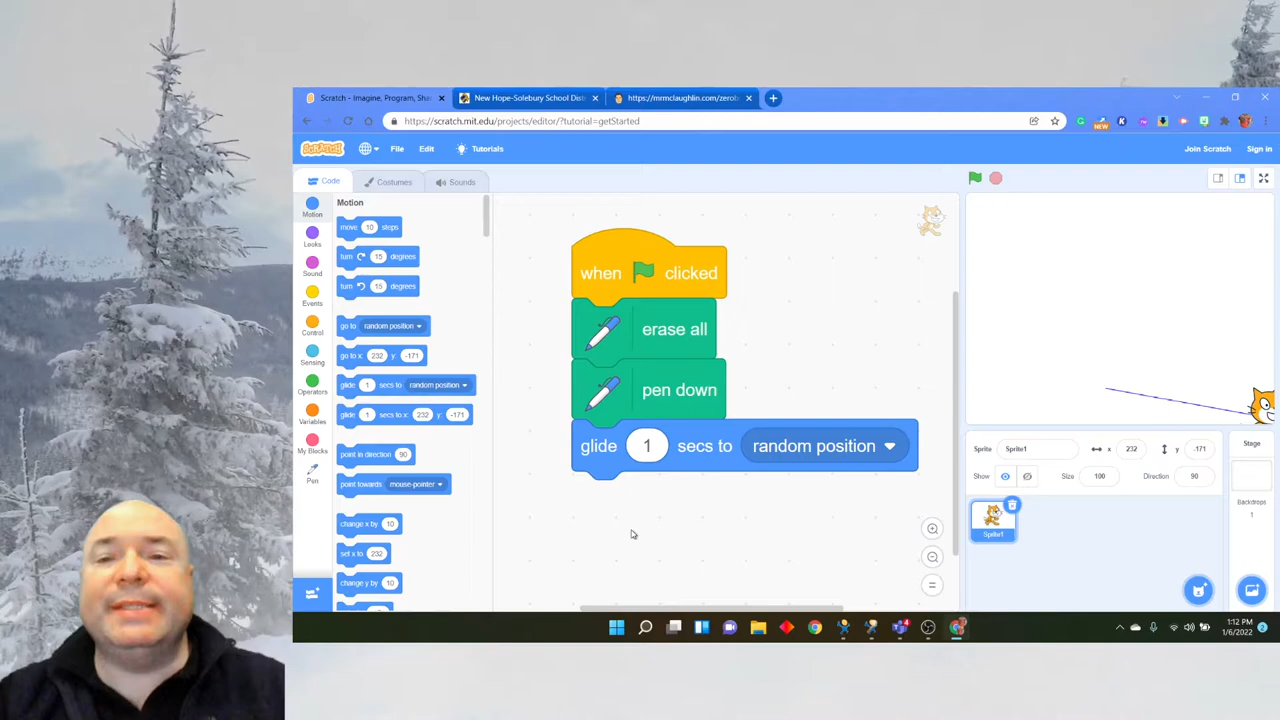 Scratch - Imagine, Program, Sha
New Hope-Solebury School Dist
https://mrmclaughlin.com/zerob
https://scratch.mit.edu/projects/editor/?tutorial=getStarted
NEW
SCRATCH
File
Edit
Tutorials
Join Scratch
Sign in
Code
Costumes
Sounds
Motion
Looks
Sound
Events
Control
Sensing
Operators
Variables
My Blocks
Pen
Motion
move 10 steps
turn 15 degrees
turn 15 degrees
go to random position
go to x: 232 y: -171
glide 1 secs to random position
glide 1 secs to x: 232 y: -171
point in direction 90
point towards mouse-pointer
change x by 10
set x to 232
change y by 10
when clicked
erase all
pen down
glide 1 secs to random position
Sprite
Sprite1
x 232
y -171
Show
Size 100
Direction 90
Sprite1
Stage
Backdrops
1
4
1:12 PM
1/6/2022
2